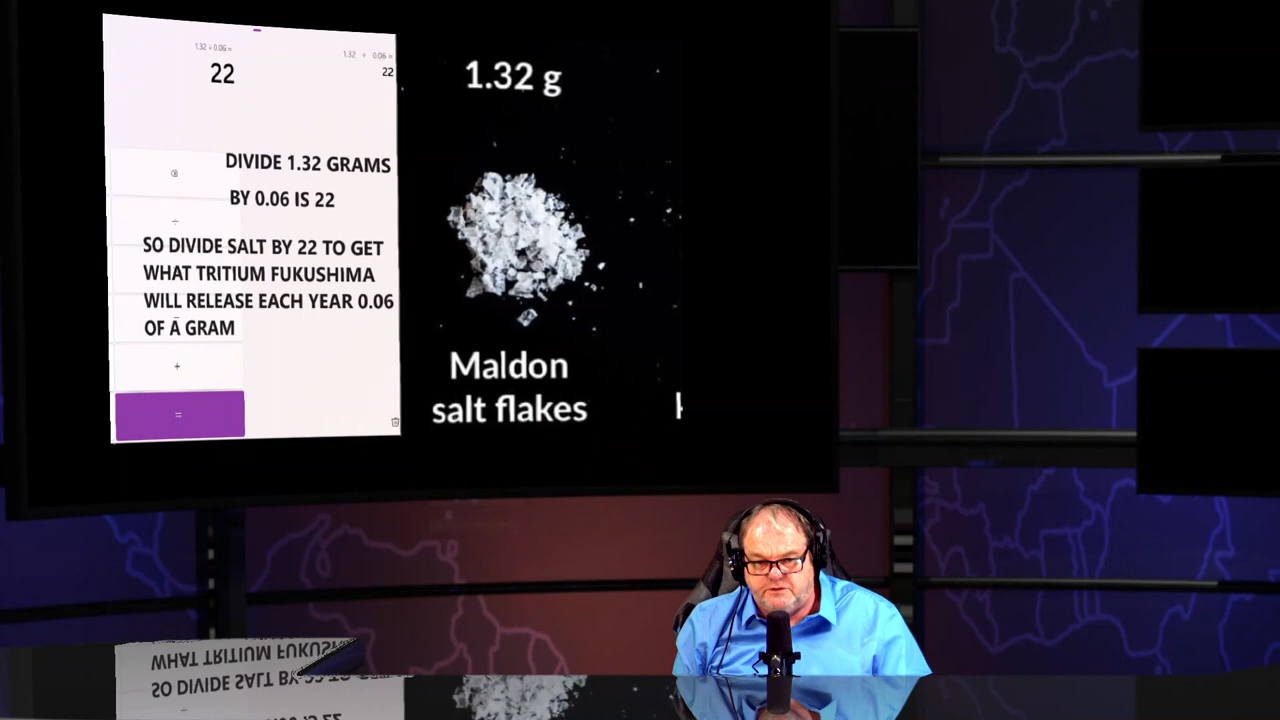 1.32 ÷ 0.06 =
22
1.32 ÷ 0.06 =
22
DIVIDE 1.32 GRAMS
BY 0.06 IS 22
SO DIVIDE SALT BY 22 TO GET
WHAT TRITIUM FUKUSHIMA
WILL RELEASE EACH YEAR 0.06
OF A GRAM
÷
+
=
1.32 g
Maldon
salt flakes